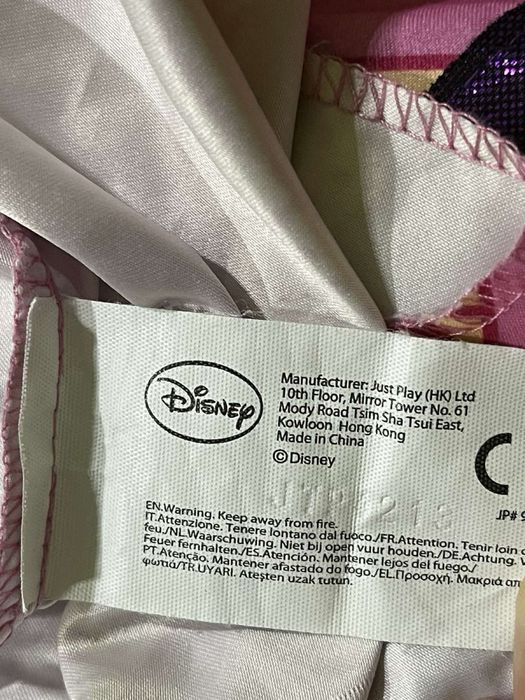 Disney
Manufacturer: Just Play (HK) Ltd
10th Floor, Mirror Tower No. 61
Mody Road Tsim Sha Tsui East,
Kowloon Hong Kong
Made in China
©Disney
JP# 9
EN.Warning. Keep away from fire.
IT.Attenzione. Tenere lontano dal fuoco./FR.Attention. Tenir loin d
feu./NL.Waarschuwing. Niet bij open vuur houden./DE.Achtung. V
Feuer fernhalten/ES.Atención. Mantener lejos del fuego./
PT.Atenção. Mantener afastado do fogo./EL.Προσοχή. Μακριά απ
φωτιά/TR.UYARI. Ateşten uzak tutun.